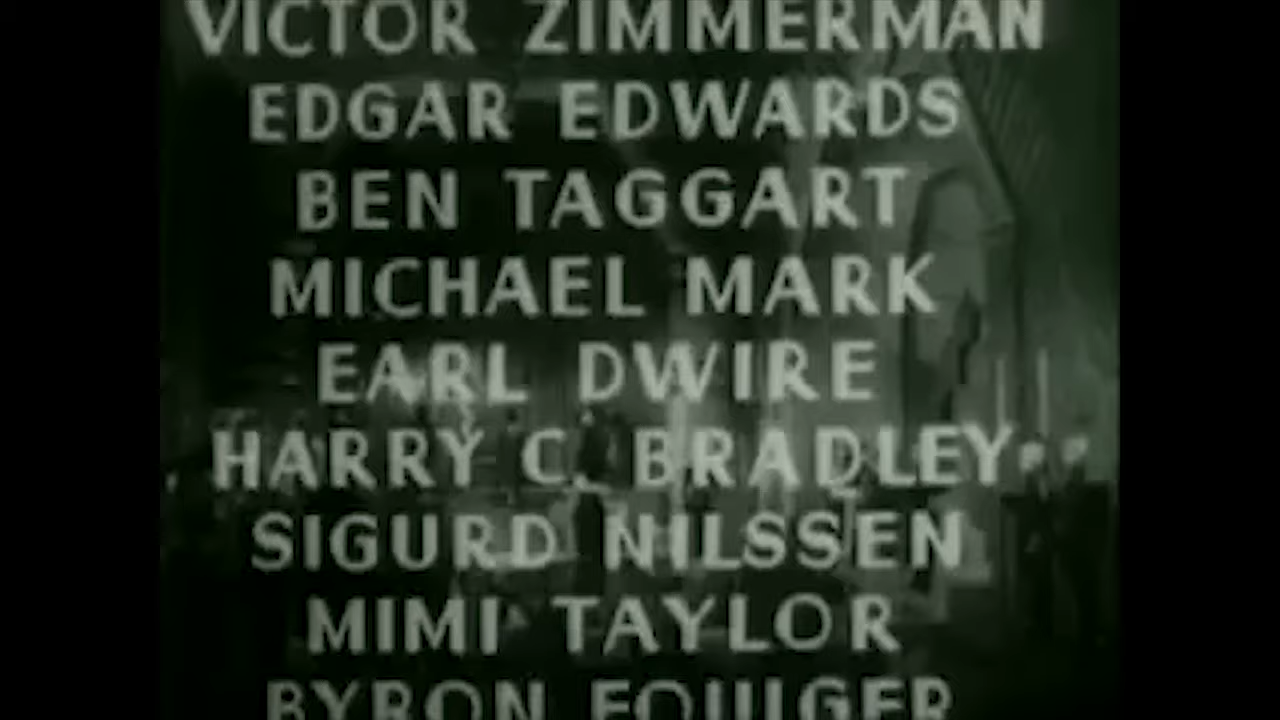 VICTOR ZIMMERMAN
EDGAR EDWARDS
BEN TAGGART
MICHAEL MARK
EARL DWIRE
HARRY C. BRADLEY
SIGURD NILSSEN
MIMI TAYLOR
BYRON FOULGER